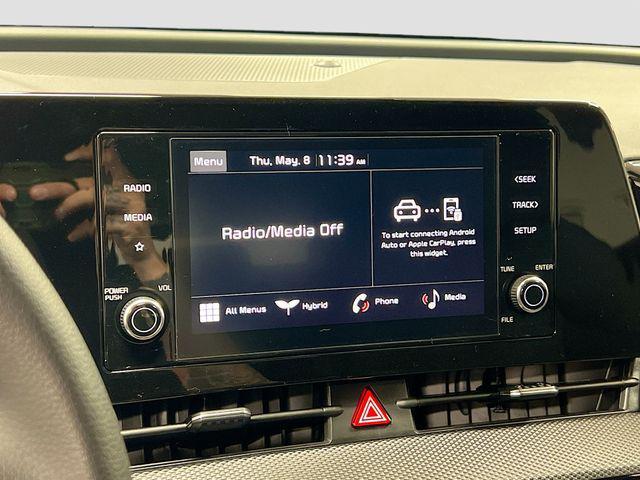 Menu Thu, May. 8 11:39 AM
RADIO
MEDIA
POWER
PUSH
VOL
Radio/Media Off
To start connecting Android
Auto or Apple CarPlay, press
this widget.
All Menus Hybrid Phone Media
<SEEK
TRACK>
SETUP
TUNE
ENTER
FILE